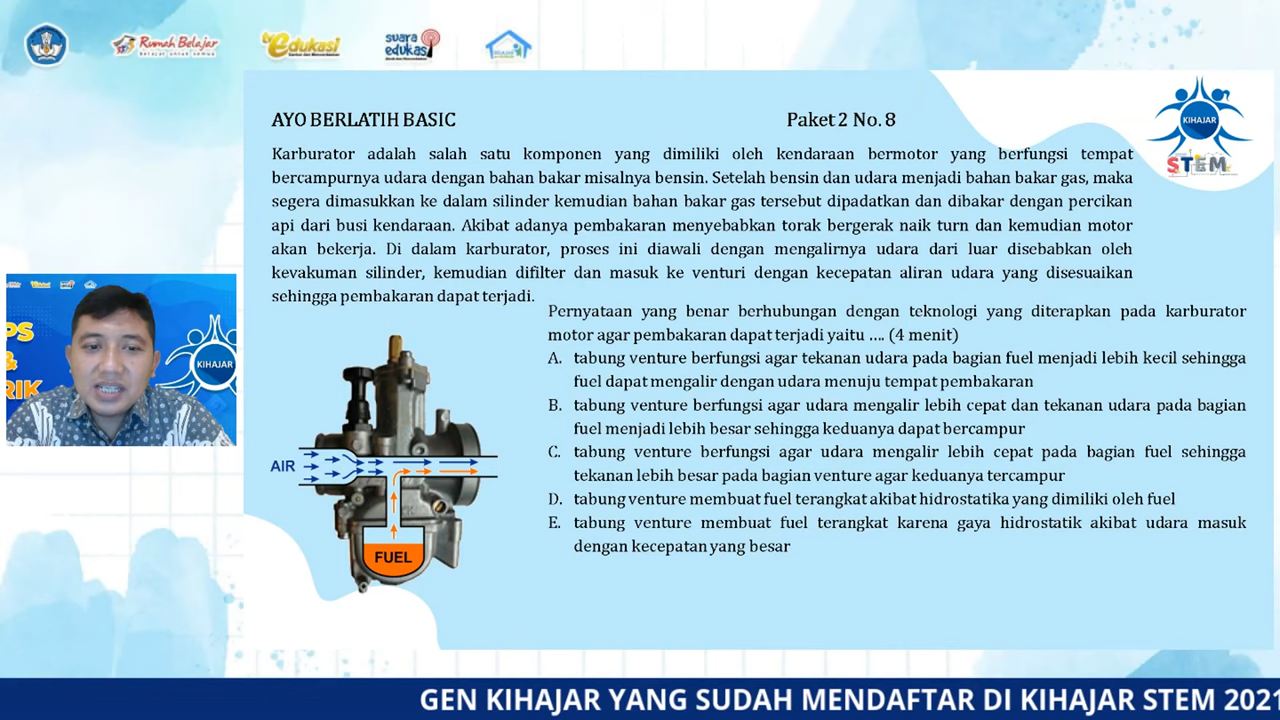 Rumah Belajar
Belajar untuk semua
tv edukasi
suara
edukasi
KIHAJAR
STEM
AYO BERLATIH BASIC
Paket 2 No. 8
Karburator adalah salah satu komponen yang dimiliki oleh kendaraan bermotor yang berfungsi tempat
bercampurnya udara dengan bahan bakar misalnya bensin. Setelah bensin dan udara menjadi bahan bakar gas, maka
segera dimasukkan ke dalam silinder kemudian bahan bakar gas tersebut dipadatkan dan dibakar dengan percikan
api dari busi kendaraan. Akibat adanya pembakaran menyebabkan torak bergerak naik turn dan kemudian motor
akan bekerja. Di dalam karburator, proses ini diawali dengan mengalirnya udara dari luar disebabkan oleh
kevakuman silinder, kemudian difilter dan masuk ke venturi dengan kecepatan aliran udara yang disesuaikan
sehingga pembakaran dapat terjadi.
Pernyataan yang benar berhubungan dengan teknologi yang diterapkan pada karburator
motor agar pembakaran dapat terjadi yaitu .... (4 menit)
A. tabung venture berfungsi agar tekanan udara pada bagian fuel menjadi lebih kecil sehingga
fuel dapat mengalir dengan udara menuju tempat pembakaran
B. tabung venture berfungsi agar udara mengalir lebih cepat dan tekanan udara pada bagian
fuel menjadi lebih besar sehingga keduanya dapat bercampur
C. tabung venture berfungsi agar udara mengalir lebih cepat pada bagian fuel sehingga
tekanan lebih besar pada bagian venture agar keduanya tercampur
D. tabung venture membuat fuel terangkat akibat hidrostatika yang dimiliki oleh fuel
E. tabung venture membuat fuel terangkat karena gaya hidrostatik akibat udara masuk
dengan kecepatan yang besar
AIR
FUEL
PS
&
RIK
KIHAJAR
GEN KIHAJAR YANG SUDAH MENDAFTAR DI KIHAJAR STEM 2021